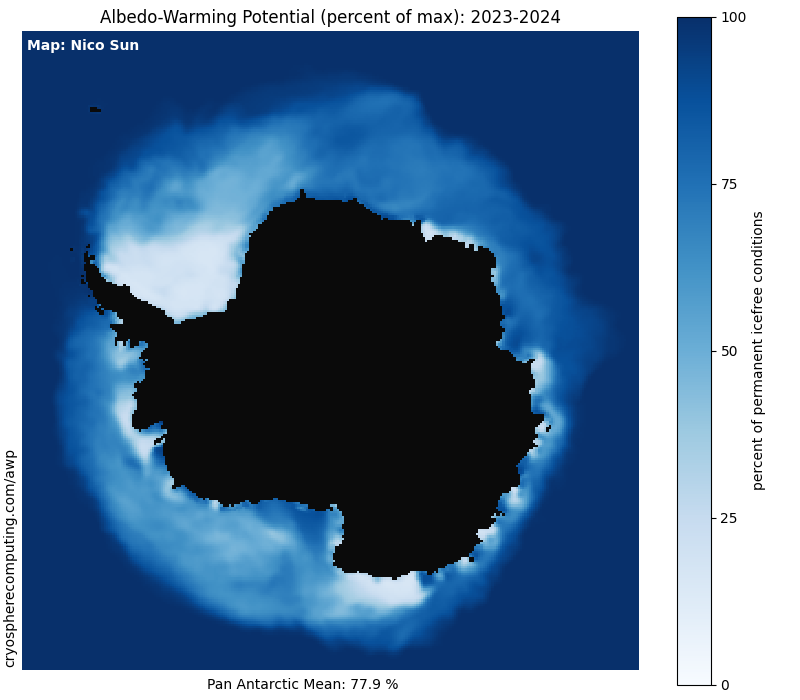 Albedo-Warming Potential (percent of max): 2023-2024
Map: Nico Sun
cryospherecomputing.com/awp
Pan Antarctic Mean: 77.9 %
100
75
50
25
0
percent of permanent icefree conditions